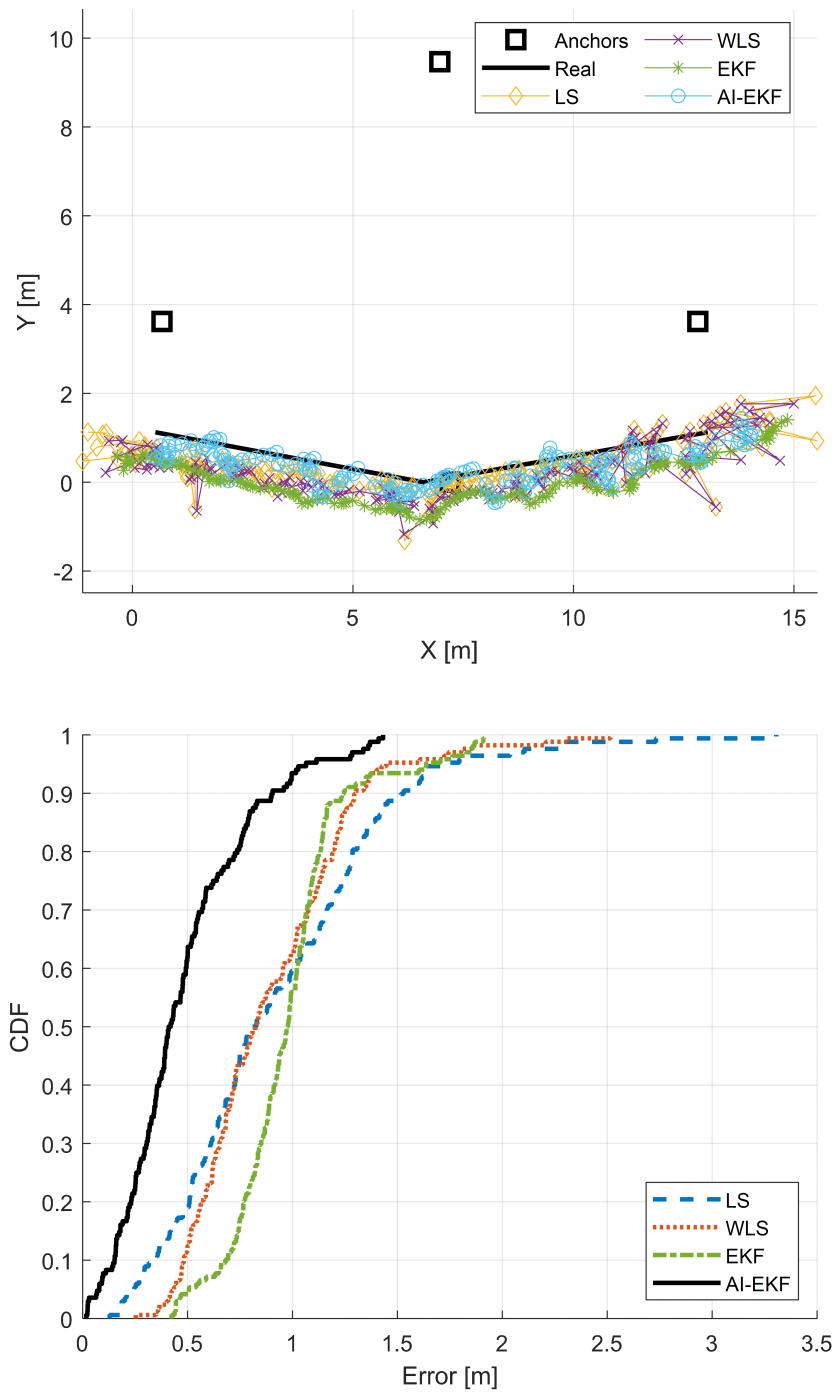 10
8
6
4
2
0
-2
Y [m]
0 5 10 15
X [m]
Anchors
Real
LS
WLS
EKF
AI-EKF
1
0.9
0.8
0.7
0.6
0.5
0.4
0.3
0.2
0.1
0
CDF
0 0.5 1 1.5 2 2.5 3 3.5
Error [m]
LS
WLS
EKF
AI-EKF